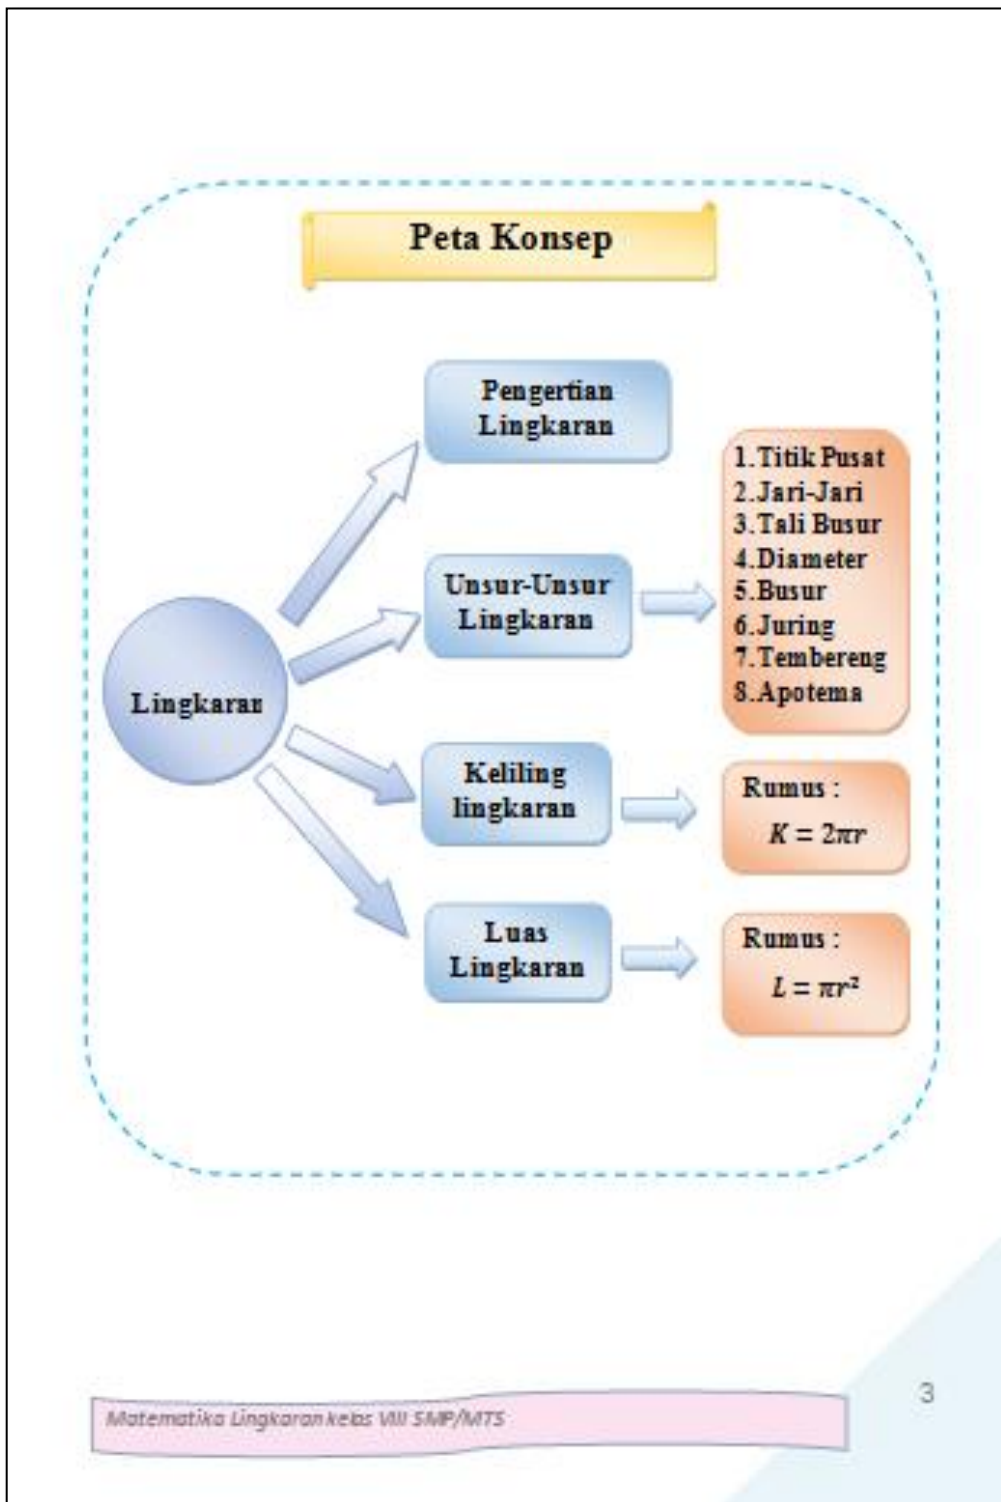 Peta Konsep
Pengertian
Lingkaran
Unsur-Unsur
Lingkaran
1.Titik Pusat
2.Jari-Jari
3.Tali Busur
4.Diameter
5.Busur
6.Juring
7.Tembereng
8.Apotema
Lingkaran
Keliling
lingkaran
Rumus :
K = 2πr
Luas
Lingkaran
Rumus :
L = πr²
3
Matematika Lingkaran kelas VIII SMP/MTS